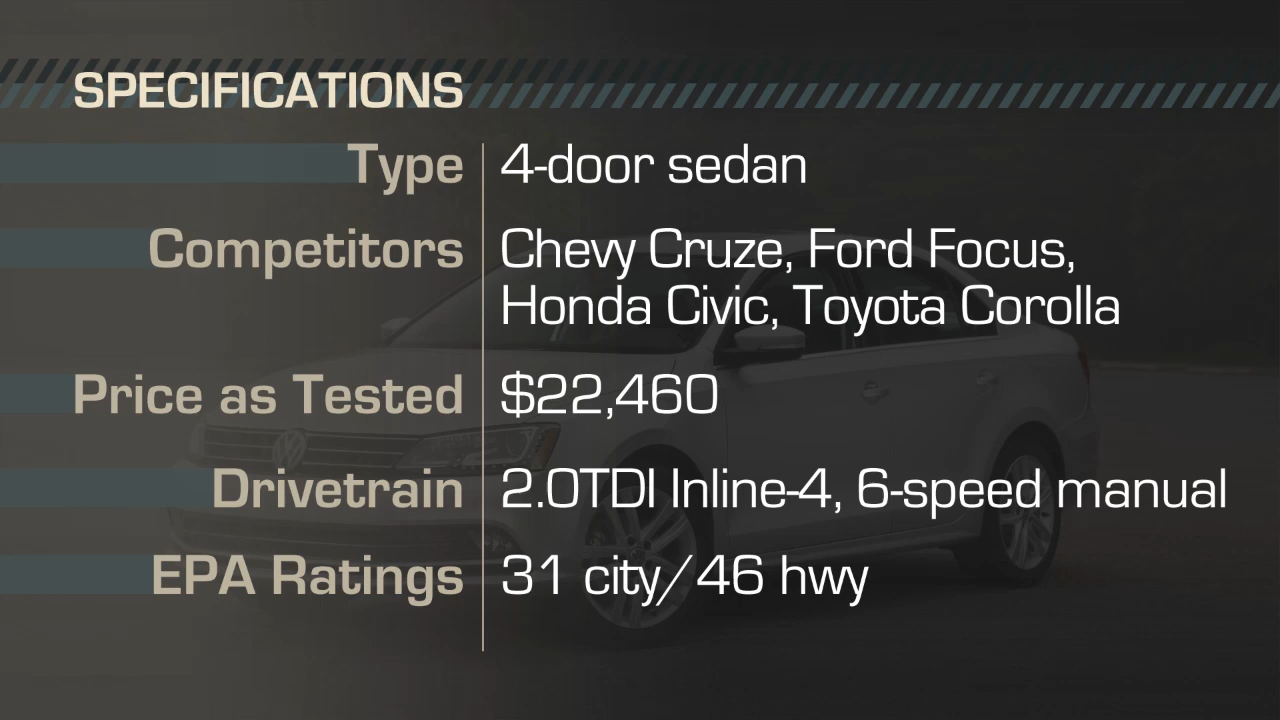 SPECIFICATIONS
Type 4-door sedan
Competitors Chevy Cruze, Ford Focus,
Honda Civic, Toyota Corolla
Price as Tested $22,460
Drivetrain 2.0TDI Inline-4, 6-speed manual
EPA Ratings 31 city/46 hwy